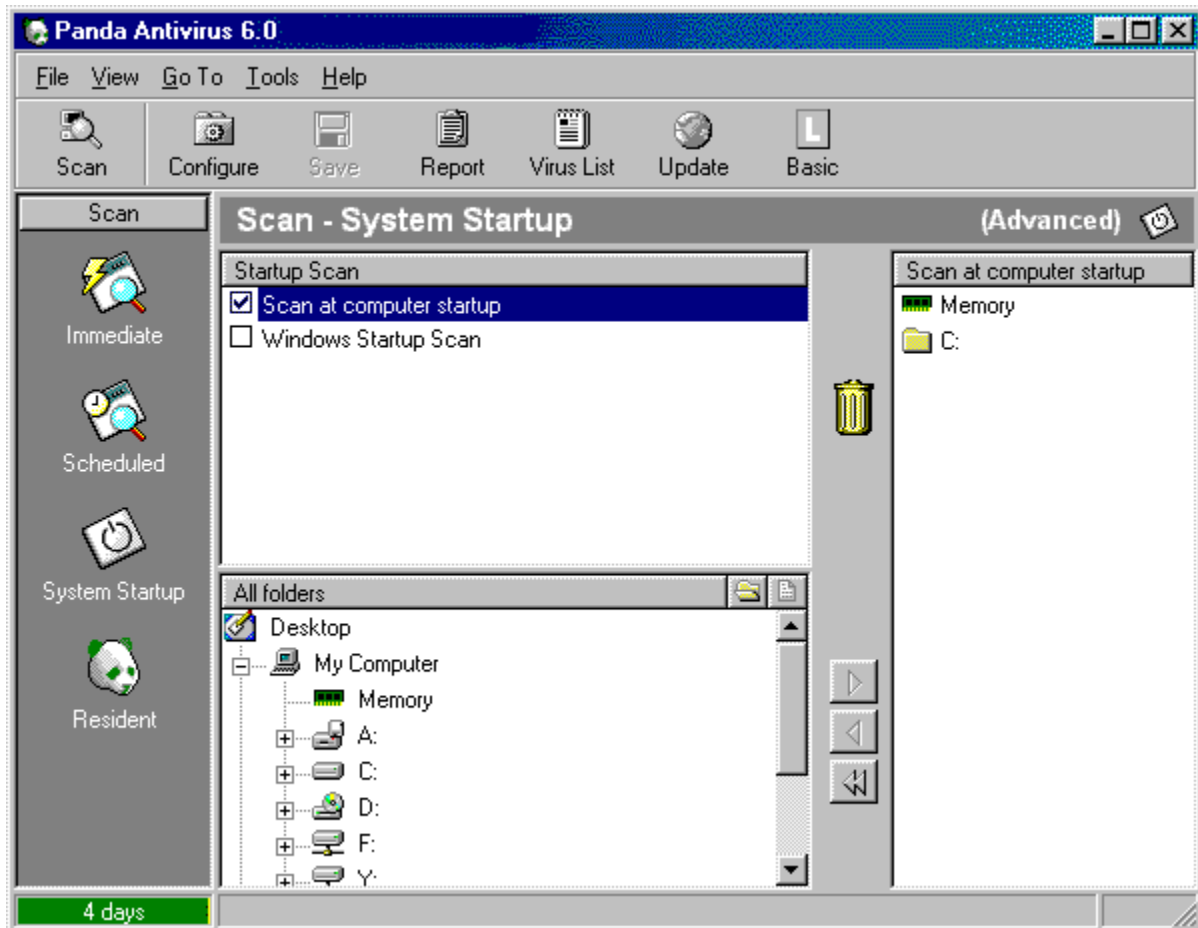 Panda Antivirus 6.0
File View Go To Tools Help
Scan Configure Save Report Virus List Update L Basic
Scan
Immediate
Scheduled
System Startup
Resident
Scan - System Startup (Advanced)
Startup Scan
Scan at computer startup
Windows Startup Scan
All folders
Desktop
My Computer
Memory
A:
C:
D:
F:
Y:
Scan at computer startup
Memory
C:
4 days